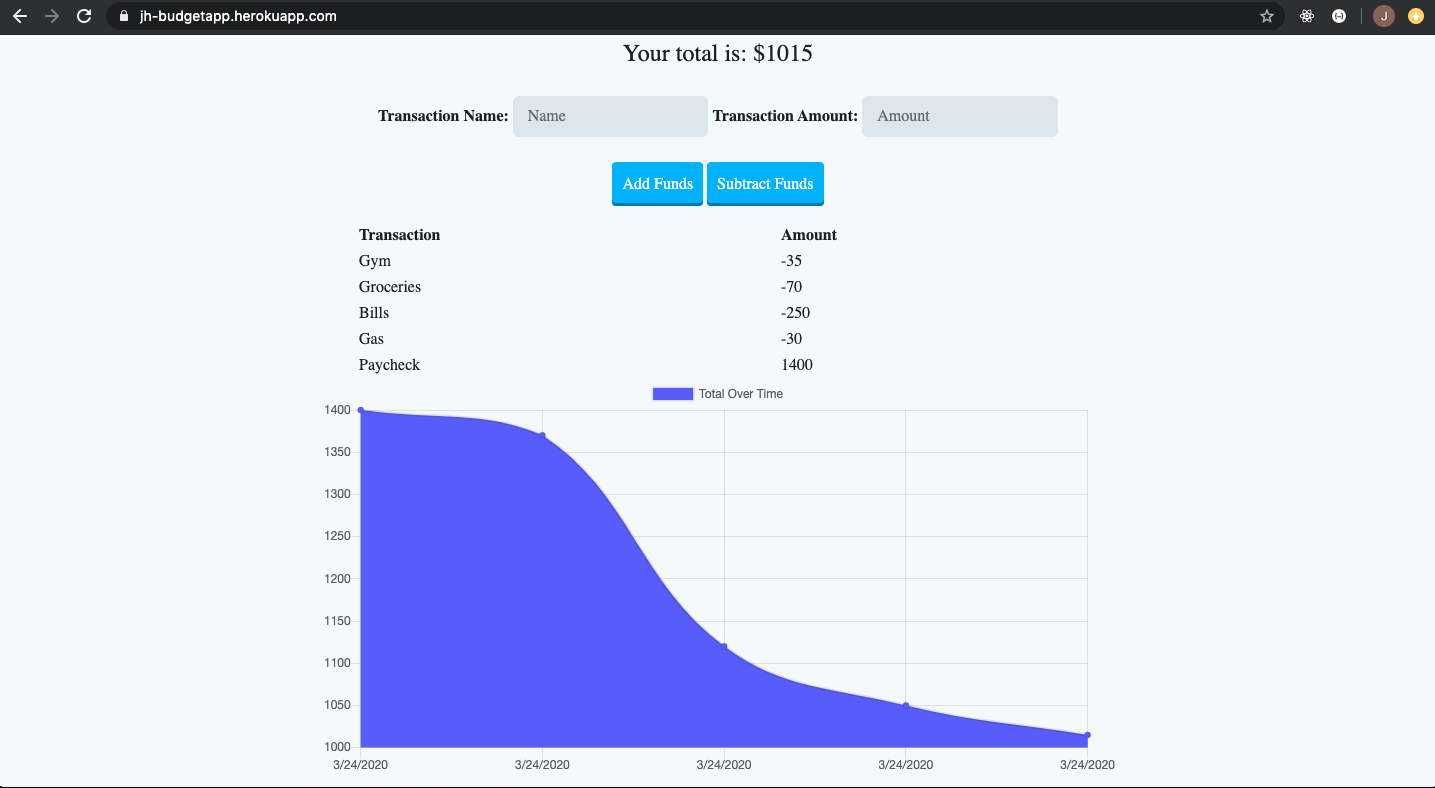 jh-budgetapp.herokuapp.com
J
Your total is: $1015
Transaction Name: Name Transaction Amount: Amount
Add Funds Subtract Funds
Transaction Amount
Gym -35
Groceries -70
Bills -250
Gas -30
Paycheck 1400
Total Over Time
1400
1350
1300
1250
1200
1150
1100
1050
1000
3/24/2020 3/24/2020 3/24/2020 3/24/2020 3/24/2020